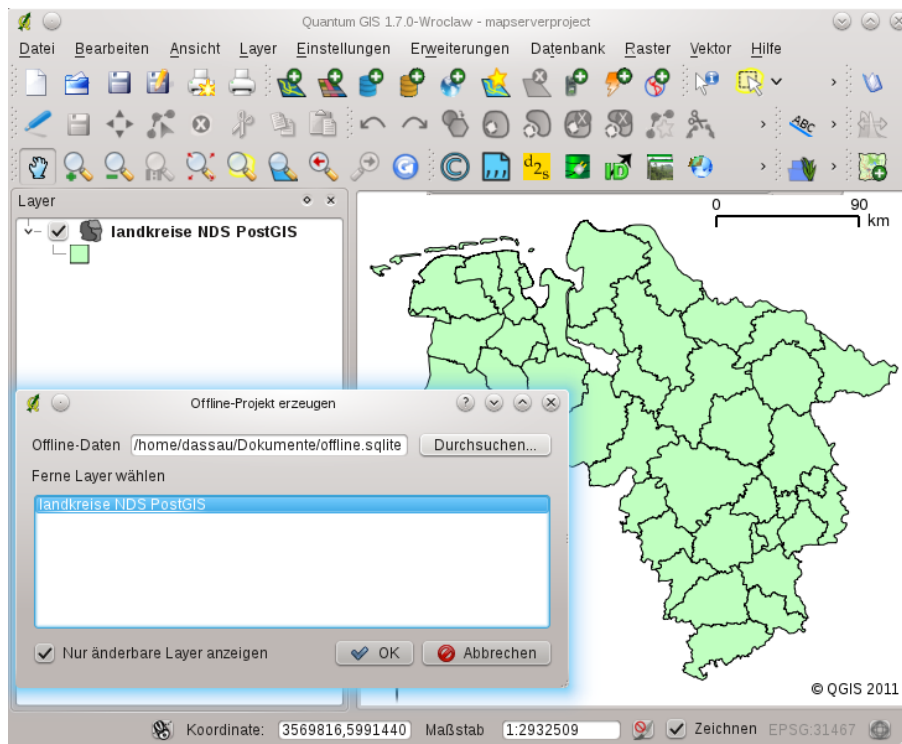 Quantum GIS 1.7.0-Wroclaw - mapserverproject
Datei Bearbeiten Ansicht Layer Einstellungen Erweiterungen Datenbank Raster Vektor Hilfe
ABC
d2s
Layer
landkreise NDS PostGIS
0 90
km
Offline-Projekt erzeugen
Offline-Daten /home/dassau/Dokumente/offline.sqlite Durchsuchen...
Ferne Layer wählen
landkreise NDS PostGIS
Nur änderbare Layer anzeigen OK Abbrechen
© QGIS 2011
Koordinate: 3569816,5991440 Maßstab 1:2932509 Zeichnen EPSG:31467